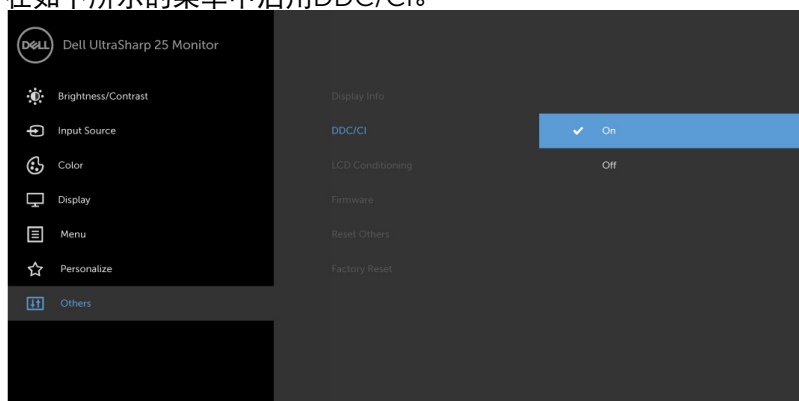 在如下所示的菜单中启用DDC/CI。
DELL
Dell UltraSharp 25 Monitor
Brightness/Contrast
Display Info
Input Source
DDC/CI
On
Color
LCD Conditioning
Off
Display
Firmware
Menu
Reset Others
Personalize
Factory Reset
Others